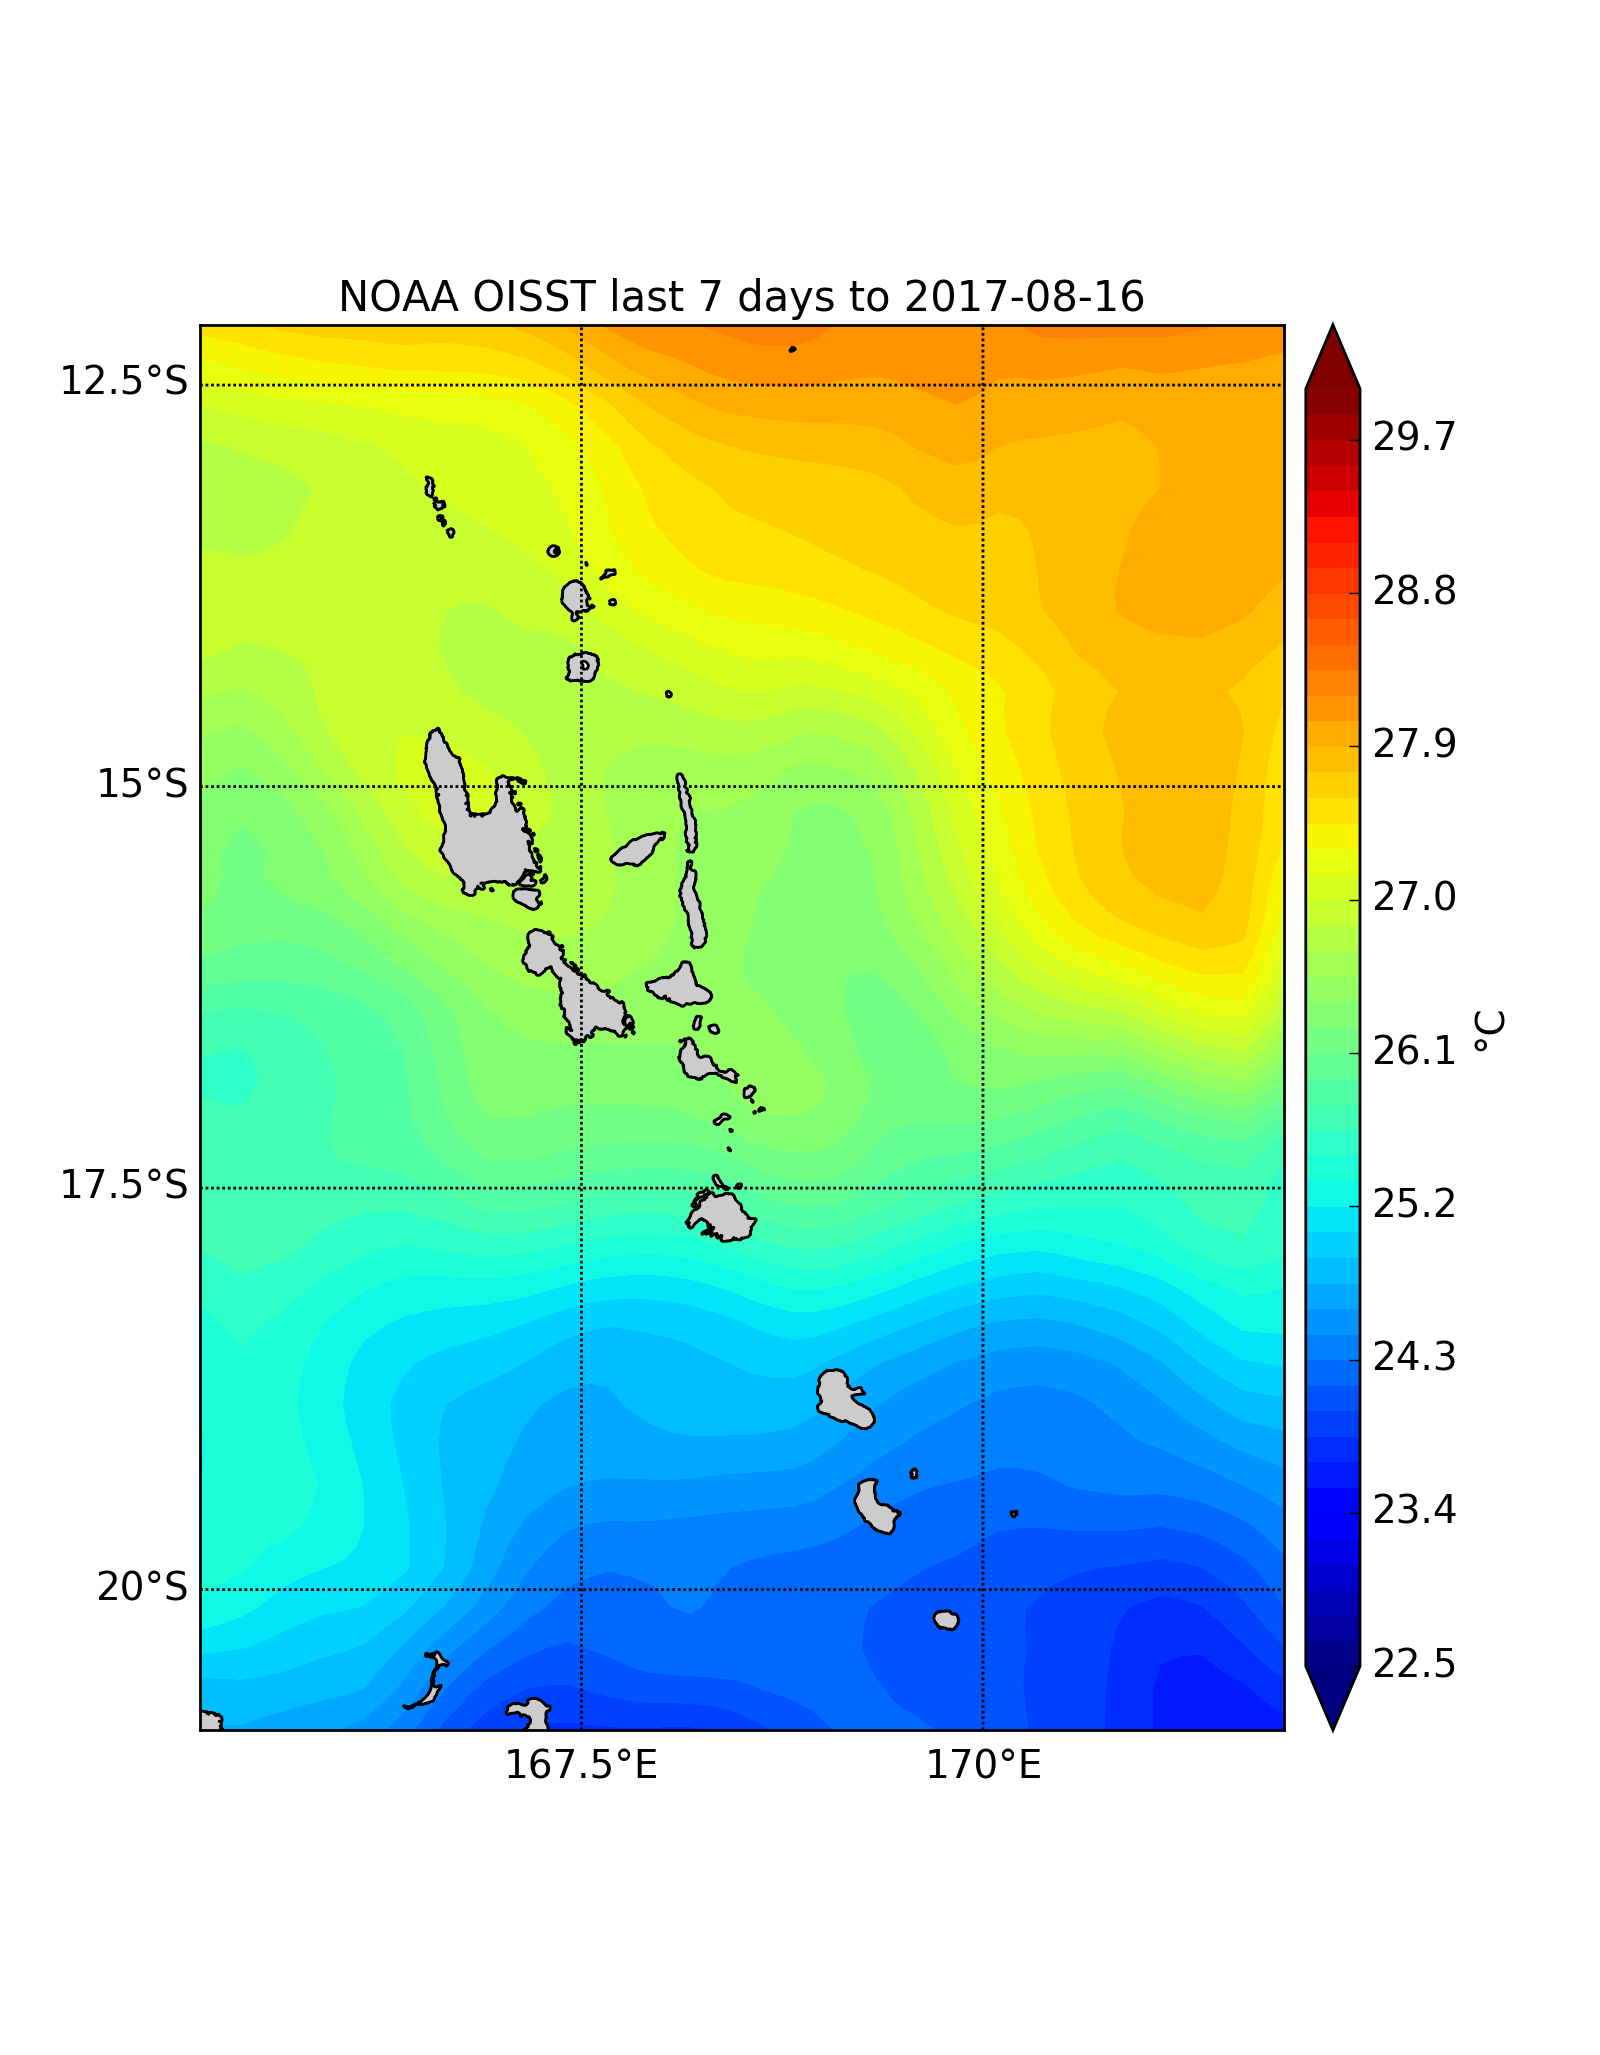 NOAA OISST last 7 days to 2017-08-16
12.5°S
15°S
17.5°S
20°S
167.5°E
170°E
29.7
28.8
27.9
27.0
26.1
25.2
24.3
23.4
22.5
°C